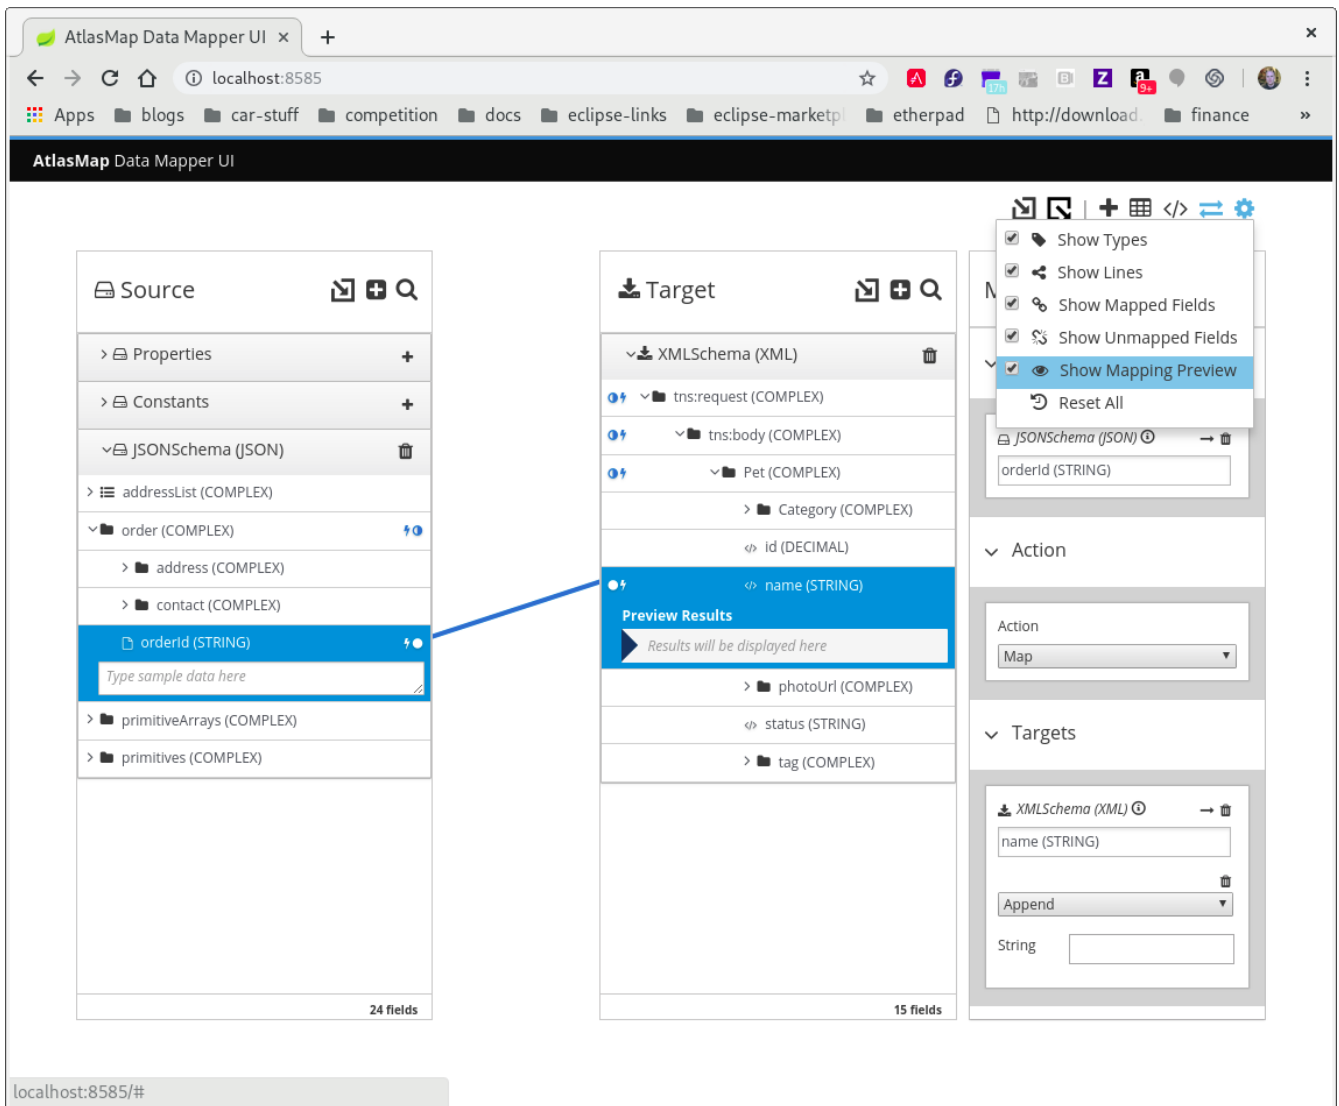 AtlasMap Data Mapper UI
localhost:8585
17h
Z
a
9+
Apps
blogs
car-stuff
competition
docs
eclipse-links
eclipse-marketpl
etherpad
http://download.
finance
»
AtlasMap Data Mapper UI
Show Types
Show Lines
Show Mapped Fields
Show Unmapped Fields
Show Mapping Preview
Reset All
Source
Properties
Constants
JSONSchema (JSON)
addressList (COMPLEX)
order (COMPLEX)
address (COMPLEX)
contact (COMPLEX)
orderId (STRING)
Type sample data here
primitiveArrays (COMPLEX)
primitives (COMPLEX)
24 fields
Target
XMLSchema (XML)
tns:request (COMPLEX)
tns:body (COMPLEX)
Pet (COMPLEX)
Category (COMPLEX)
id (DECIMAL)
name (STRING)
Preview Results
Results will be displayed here
photoUrl (COMPLEX)
status (STRING)
tag (COMPLEX)
15 fields
JSONSchema (JSON)
orderId (STRING)
Action
Action
Map
Targets
XMLSchema (XML)
name (STRING)
Append
String
localhost:8585/#